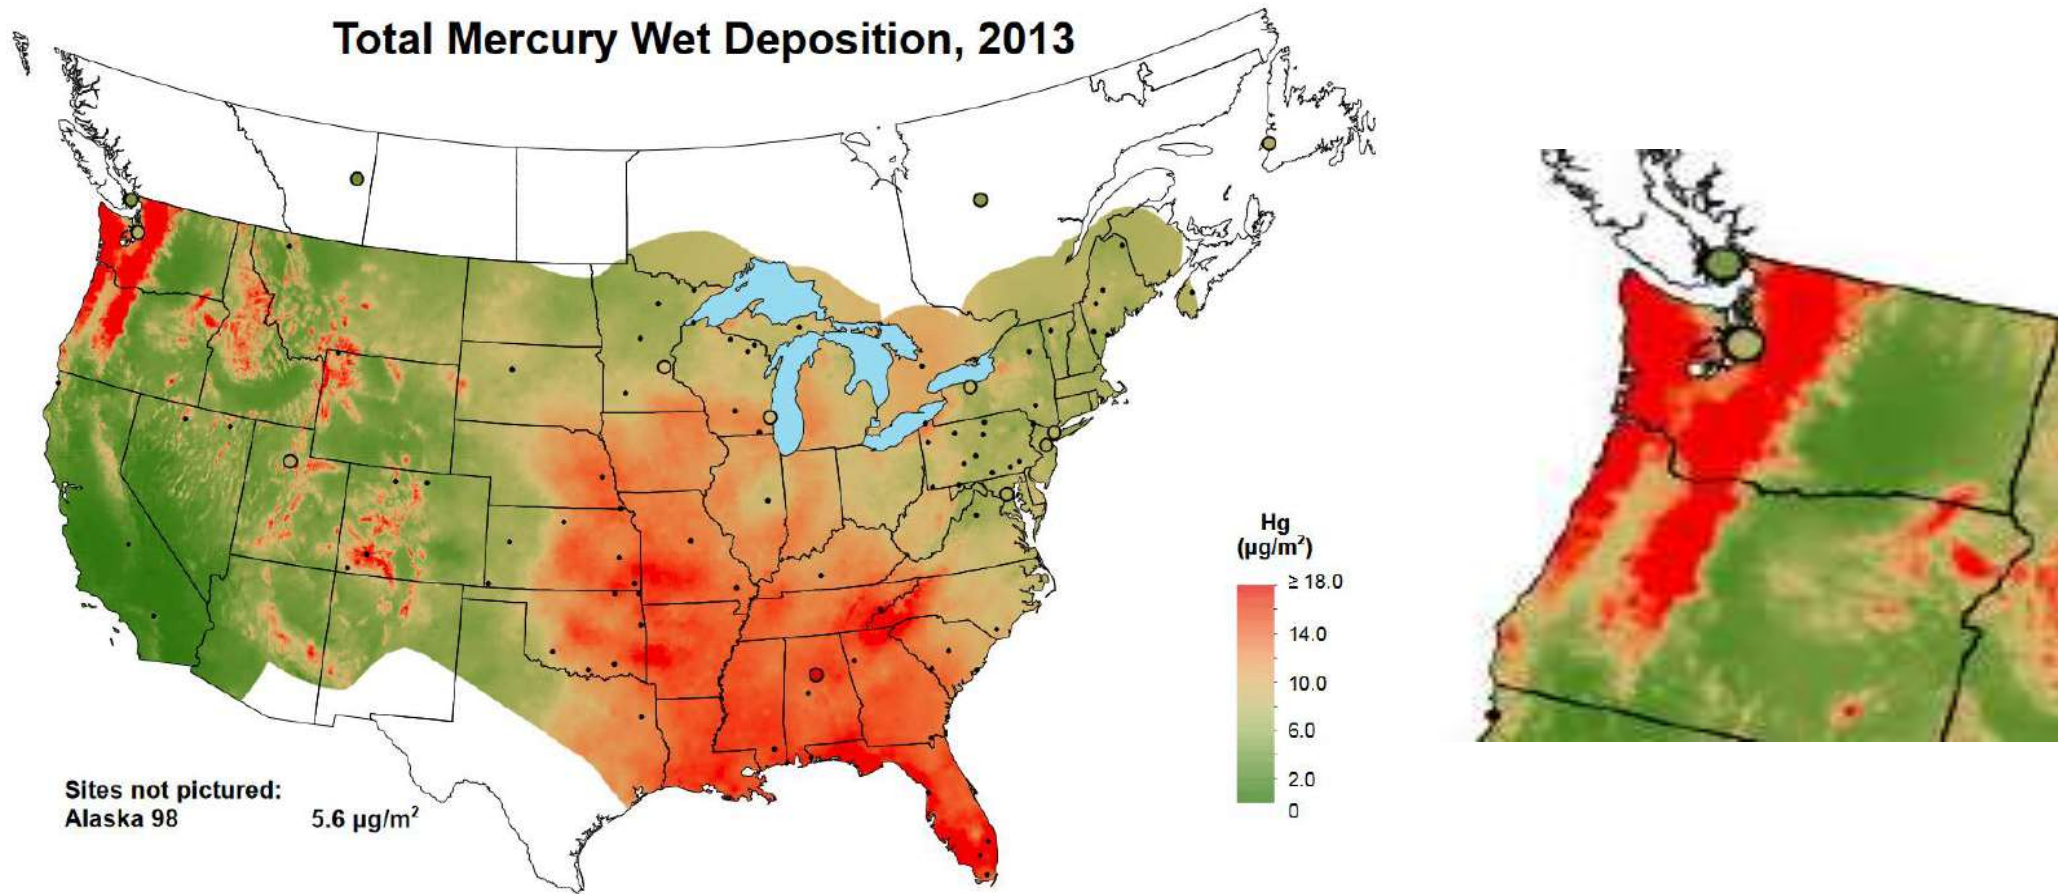 Total Mercury Wet Deposition, 2013
Hg
(µg/m²)
≥ 18.0
14.0
10.0
6.0
2.0
0
Sites not pictured:
Alaska 98 5.6 µg/m²